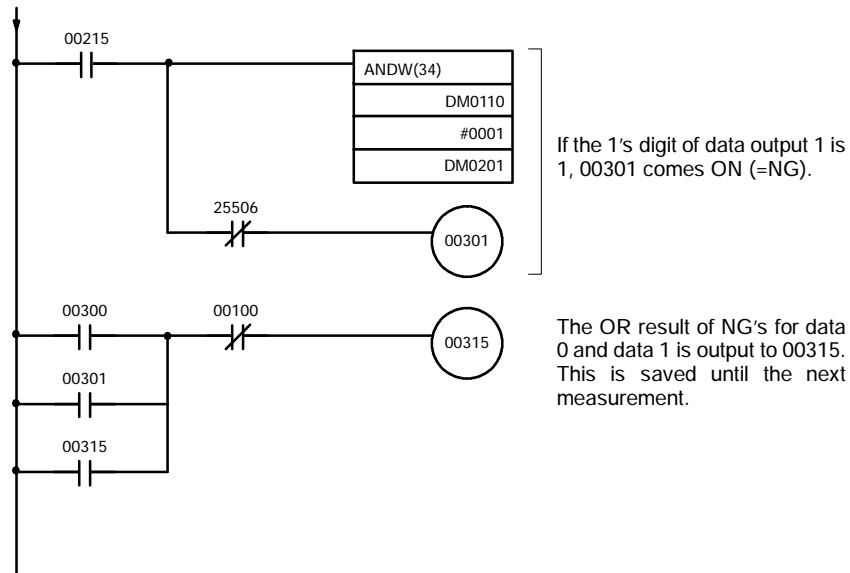 00215
ANDW(34)
DM0110
#0001
DM0201
If the 1's digit of data output 1 is
1, 00301 comes ON (=NG).
25506
00301
00300
00100
00315
The OR result of NG's for data
0 and data 1 is output to 00315.
This is saved until the next
measurement.
00301
00315